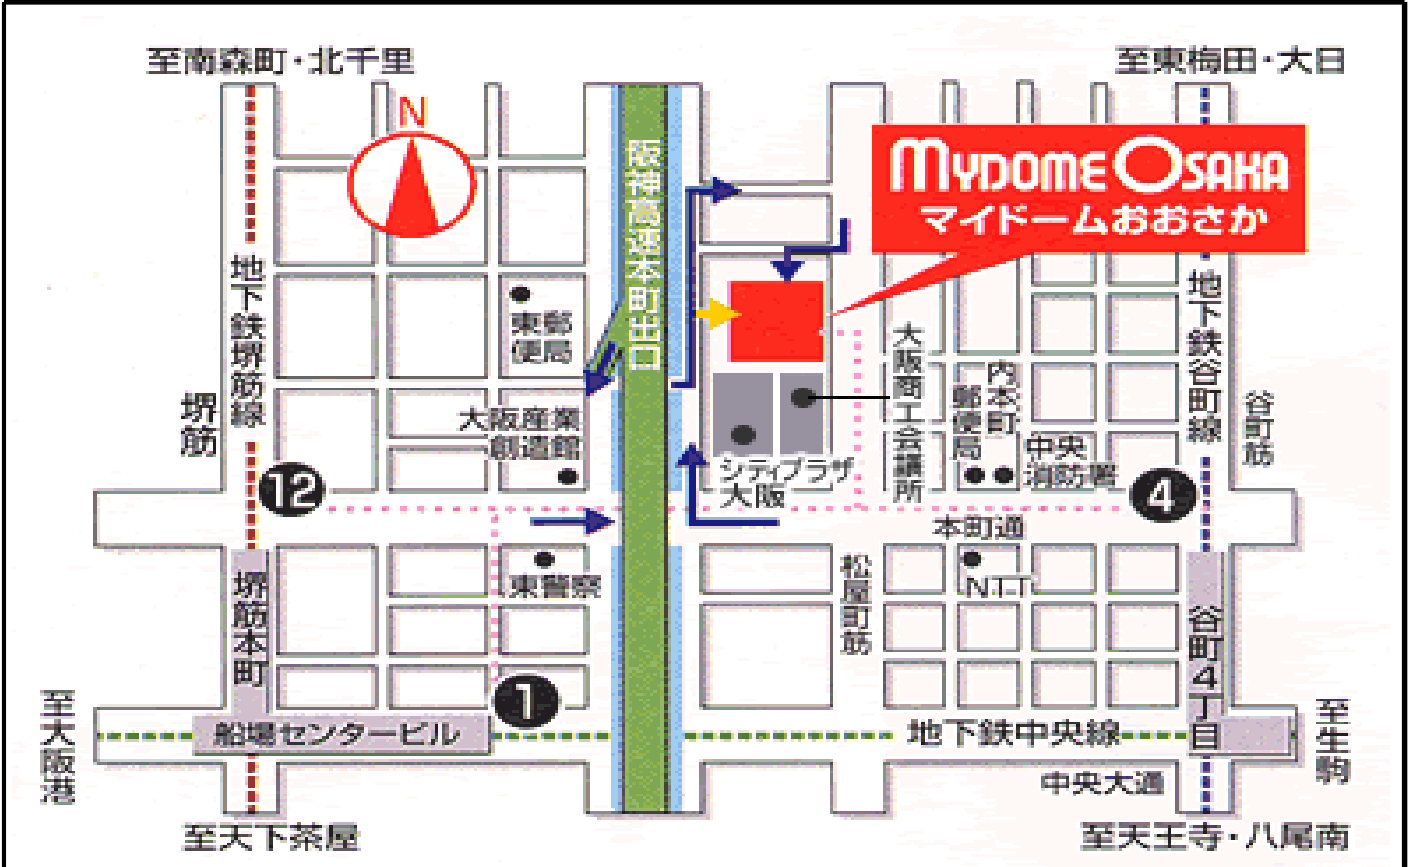 至南森町・北千里
至東梅田・大日
N
MYDOME OSAKA
マイドームおおさか
阪神高速本町出口
地下鉄堺筋線
堺筋
東郵
便局
大阪産業
創造館
大阪商工会議所
内本町
郵便局
中央
消防署
地下鉄谷町線
谷町筋
シティプラザ
大阪
12
4
本町通
東警察
松屋町筋
NTT
堺筋本町
谷町4丁目
1
至大阪港
船場センタービル
地下鉄中央線
至生駒
中央大通
至天下茶屋
至天王寺・八尾南